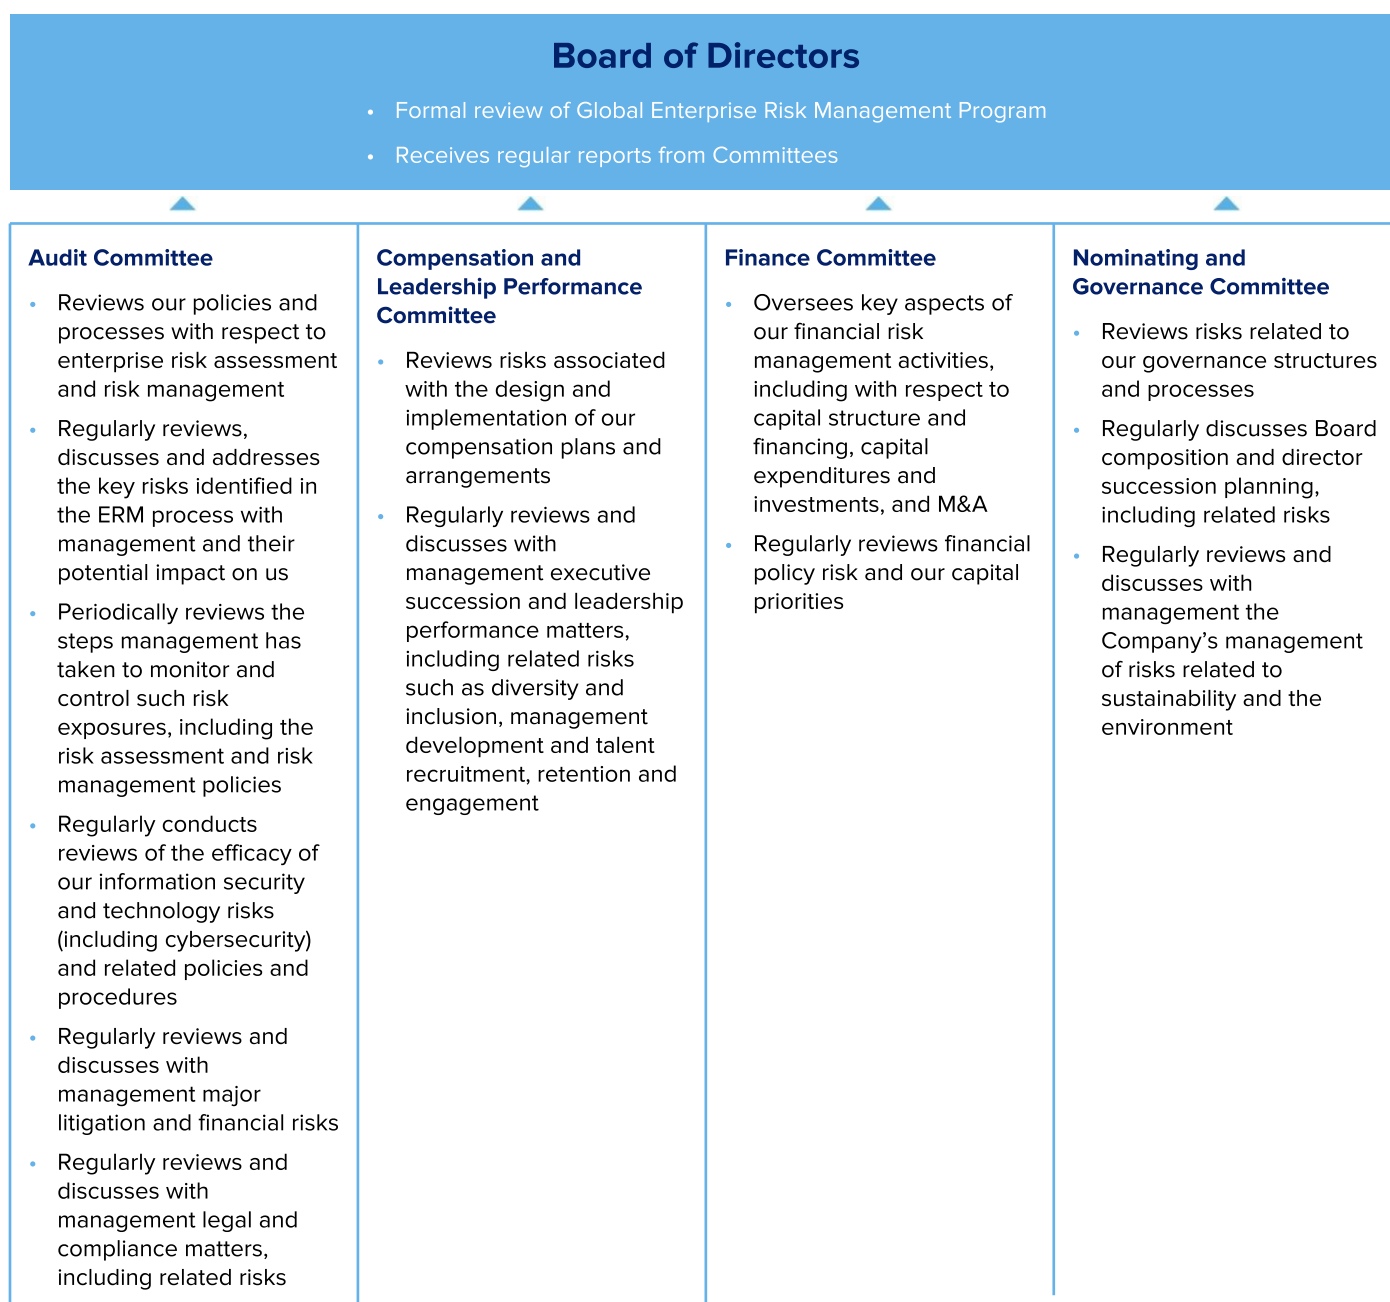 Board of Directors
• Formal review of Global Enterprise Risk Management Program
• Receives regular reports from Committees
Audit Committee
• Reviews our policies and
processes with respect to
enterprise risk assessment
and risk management
• Regularly reviews,
discusses and addresses
the key risks identified in
the ERM process with
management and their
potential impact on us
• Periodically reviews the
steps management has
taken to monitor and
control such risk
exposures, including the
risk assessment and risk
management policies
• Regularly conducts
reviews of the efficacy of
our information security
and technology risks
(including cybersecurity)
and related policies and
procedures
• Regularly reviews and
discusses with
management major
litigation and financial risks
• Regularly reviews and
discusses with
management legal and
compliance matters,
including related risks
Compensation and
Leadership Performance
Committee
• Reviews risks associated
with the design and
implementation of our
compensation plans and
arrangements
• Regularly reviews and
discusses with
management executive
succession and leadership
performance matters,
including related risks
such as diversity and
inclusion, management
development and talent
recruitment, retention and
engagement
Finance Committee
• Oversees key aspects of
our financial risk
management activities,
including with respect to
capital structure and
financing, capital
expenditures and
investments, and M&A
• Regularly reviews financial
policy risk and our capital
priorities
Nominating and
Governance Committee
• Reviews risks related to
our governance structures
and processes
• Regularly discusses Board
composition and director
succession planning,
including related risks
• Regularly reviews and
discusses with
management the
Company’s management
of risks related to
sustainability and the
environment